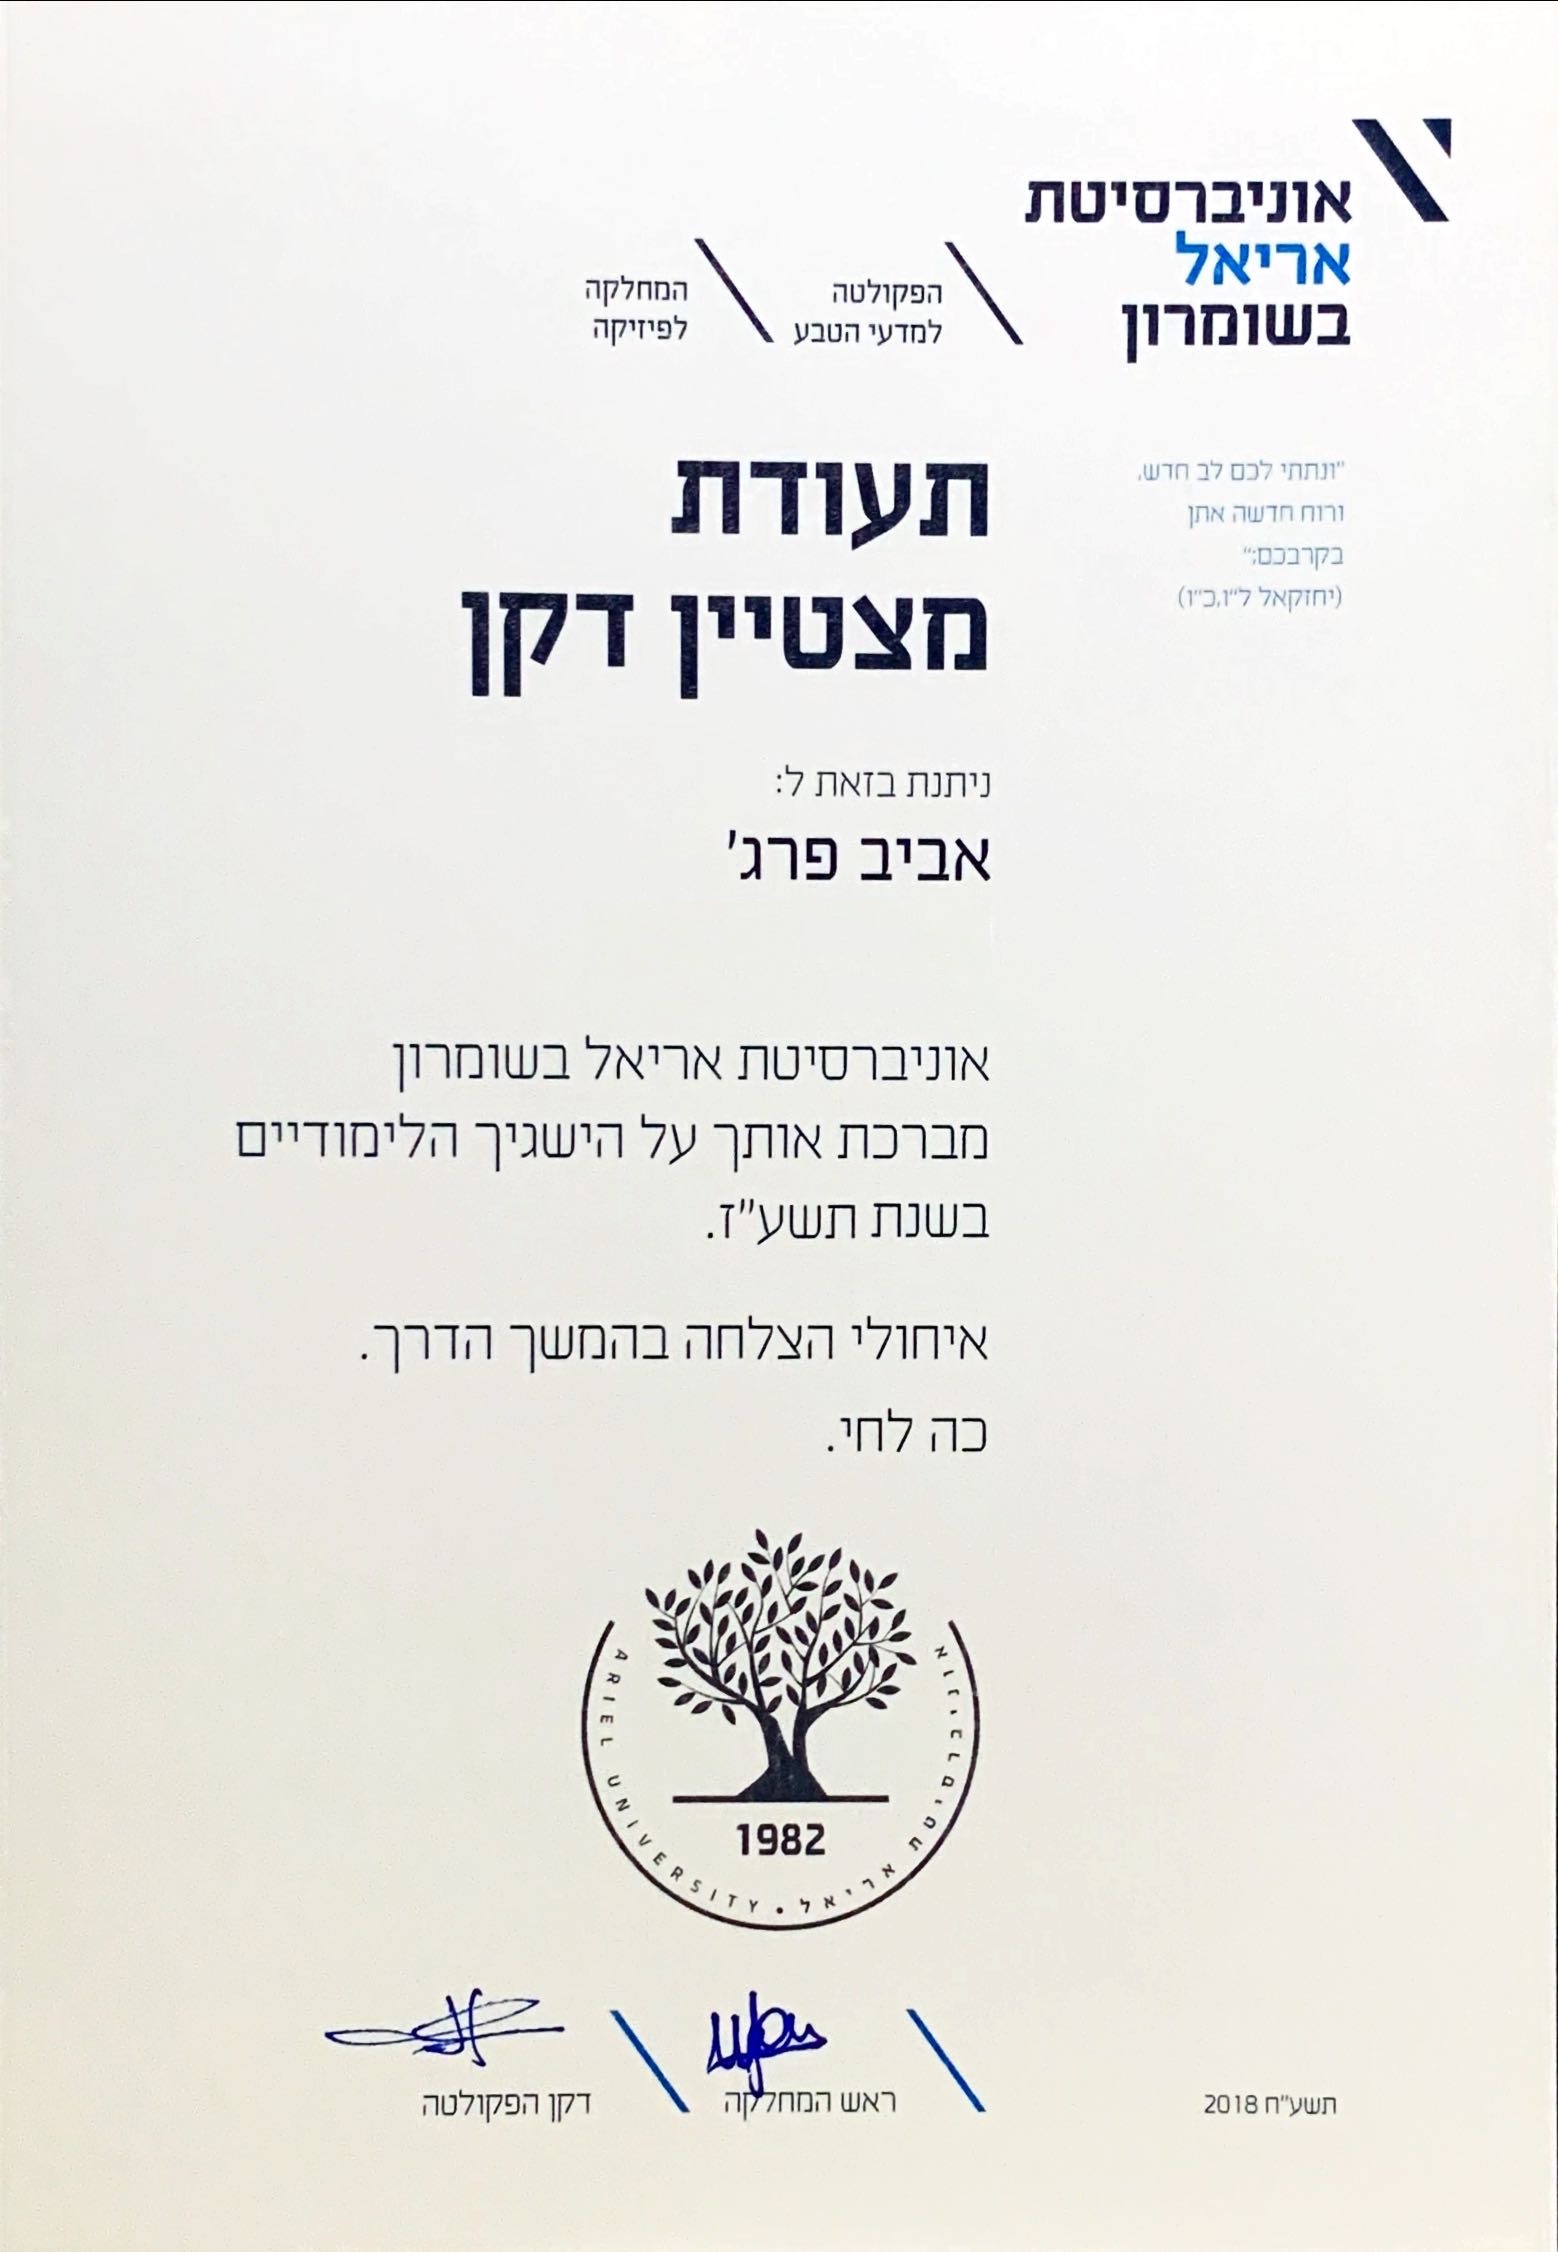 אוניברסיטת
אריאל
בשומרון
הפקולטה
למדעי הטבע
המחלקה
לפיזיקה
"ונתתי לכם לב חדש,
ורוח חדשה אתן
בקרבכם;"
(יחזקאל ל"ו,כ"ו)
תעודת
מצטיין דקן
ניתנת בזאת ל:
אביב פרג'
אוניברסיטת אריאל בשומרון
מברכת אותך על הישגיך הלימודיים
בשנת תשע"ז.
איחולי הצלחה בהמשך הדרך.
כה לחי.
1982
ARIEL UNIVERSITY • אוניברסיטת אריאל
ראש המחלקה
דקן הפקולטה
תשע"ח 2018